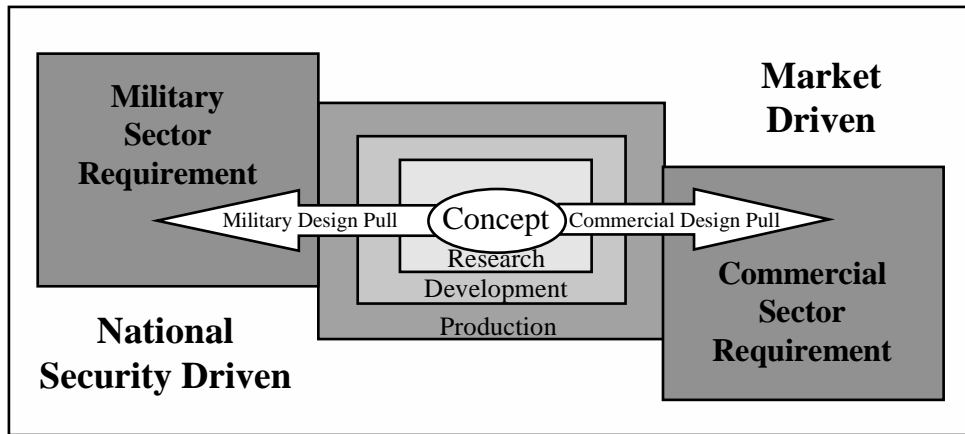 Military
Sector
Requirement
Market
Driven
Military Design Pull
Concept
Commercial Design Pull
Research
Development
Production
National
Security Driven
Commercial
Sector
Requirement